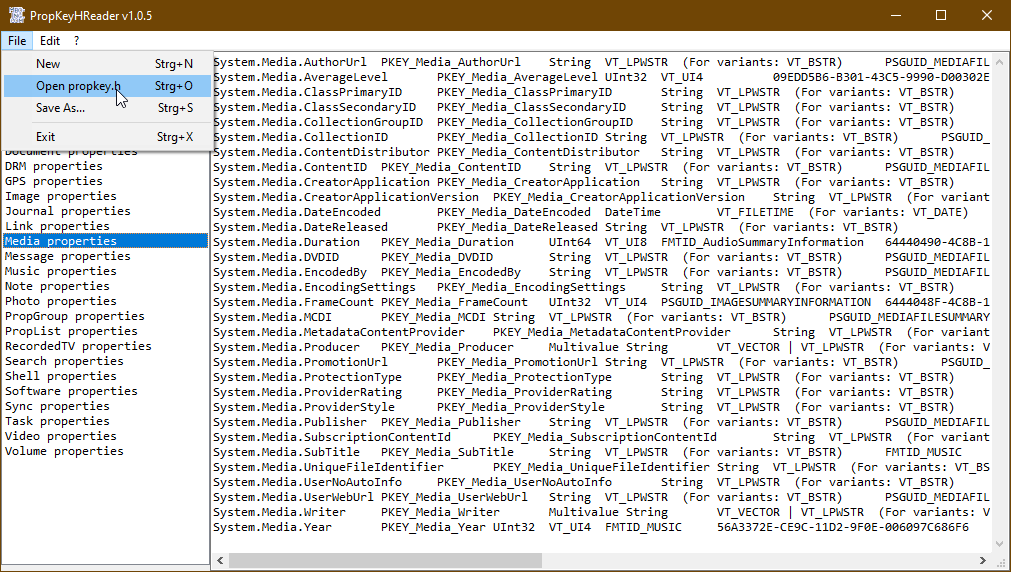 PropKeyHReader v1.0.5
File Edit ?
New Strg+N
Open propkey.h Strg+O
Save As... Strg+S
Exit Strg+X
Document properties
DRM properties
GPS properties
Image properties
Journal properties
Link properties
Media properties
Message properties
Music properties
Note properties
Photo properties
PropGroup properties
PropList properties
RecordedTV properties
Search properties
Shell properties
Software properties
Sync properties
Task properties
Video properties
Volume properties
System.Media.AuthorUrl PKEY_Media_AuthorUrl String VT_LPWSTR (For variants: VT_BSTR) PSGUID_MEDIAFIL
System.Media.AverageLevel PKEY_Media_AverageLevel UInt32 VT_UI4 09EDD5B6-B301-43C5-9990-D00302E
System.Media.ClassPrimaryID PKEY_Media_ClassPrimaryID String VT_LPWSTR (For variants: VT_BSTR)
System.Media.ClassSecondaryID PKEY_Media_ClassSecondaryID String VT_LPWSTR (For variants: VT_BSTR)
System.Media.CollectionGroupID PKEY_Media_CollectionGroupID String VT_LPWSTR (For variants: VT_BSTR)
System.Media.CollectionID PKEY_Media_CollectionID String VT_LPWSTR (For variants: VT_BSTR) PSGUID_
System.Media.ContentDistributor PKEY_Media_ContentDistributor String VT_LPWSTR (For variants: VT_BSTR)
System.Media.ContentID PKEY_Media_ContentID String VT_LPWSTR (For variants: VT_BSTR) PSGUID_MEDIAFIL
System.Media.CreatorApplication PKEY_Media_CreatorApplication String VT_LPWSTR (For variants: VT_BSTR)
System.Media.CreatorApplicationVersion PKEY_Media_CreatorApplicationVersion String VT_LPWSTR (For variant
System.Media.DateEncoded PKEY_Media_DateEncoded DateTime VT_FILETIME (For variants: VT_DATE)
System.Media.DateReleased PKEY_Media_DateReleased String VT_LPWSTR (For variants: VT_BSTR) PSGUID_
System.Media.Duration PKEY_Media_Duration UInt64 VT_UI8 FMTID_AudioSummaryInformation 64440490-4C8B-1
System.Media.DVDID PKEY_Media_DVDID String VT_LPWSTR (For variants: VT_BSTR) PSGUID_MEDIAFIL
System.Media.EncodedBy PKEY_Media_EncodedBy String VT_LPWSTR (For variants: VT_BSTR) PSGUID_MEDIAFIL
System.Media.EncodingSettings PKEY_Media_EncodingSettings String VT_LPWSTR (For variants: VT_BSTR)
System.Media.FrameCount PKEY_Media_FrameCount UInt32 VT_UI4 PSGUID_IMAGESUMMARYINFORMATION 6444048F-4C8B-1
System.Media.MCDI PKEY_Media_MCDI String VT_LPWSTR (For variants: VT_BSTR) PSGUID_MEDIAFILESUMMARY
System.Media.MetadataContentProvider PKEY_Media_MetadataContentProvider String VT_LPWSTR (For variant
System.Media.Producer PKEY_Media_Producer Multivalue String VT_VECTOR | VT_LPWSTR (For variants: V
System.Media.PromotionUrl PKEY_Media_PromotionUrl String VT_LPWSTR (For variants: VT_BSTR) PSGUID_
System.Media.ProtectionType PKEY_Media_ProtectionType String VT_LPWSTR (For variants: VT_BSTR)
System.Media.ProviderRating PKEY_Media_ProviderRating String VT_LPWSTR (For variants: VT_BSTR)
System.Media.ProviderStyle PKEY_Media_ProviderStyle String VT_LPWSTR (For variants: VT_BSTR)
System.Media.Publisher PKEY_Media_Publisher String VT_LPWSTR (For variants: VT_BSTR) PSGUID_MEDIAFIL
System.Media.SubscriptionContentId PKEY_Media_SubscriptionContentId String VT_LPWSTR (For variant
System.Media.SubTitle PKEY_Media_SubTitle String VT_LPWSTR (For variants: VT_BSTR) FMTID_MUSIC
System.Media.UniqueFileIdentifier PKEY_Media_UniqueFileIdentifier String VT_LPWSTR (For variants: VT_BS
System.Media.UserNoAutoInfo PKEY_Media_UserNoAutoInfo String VT_LPWSTR (For variants: VT_BSTR)
System.Media.UserWebUrl PKEY_Media_UserWebUrl String VT_LPWSTR (For variants: VT_BSTR) PSGUID_MEDIAFIL
System.Media.Writer PKEY_Media_Writer Multivalue String VT_VECTOR | VT_LPWSTR (For variants: V
System.Media.Year PKEY_Media_Year UInt32 VT_UI4 FMTID_MUSIC 56A3372E-CE9C-11D2-9F0E-006097C686F6